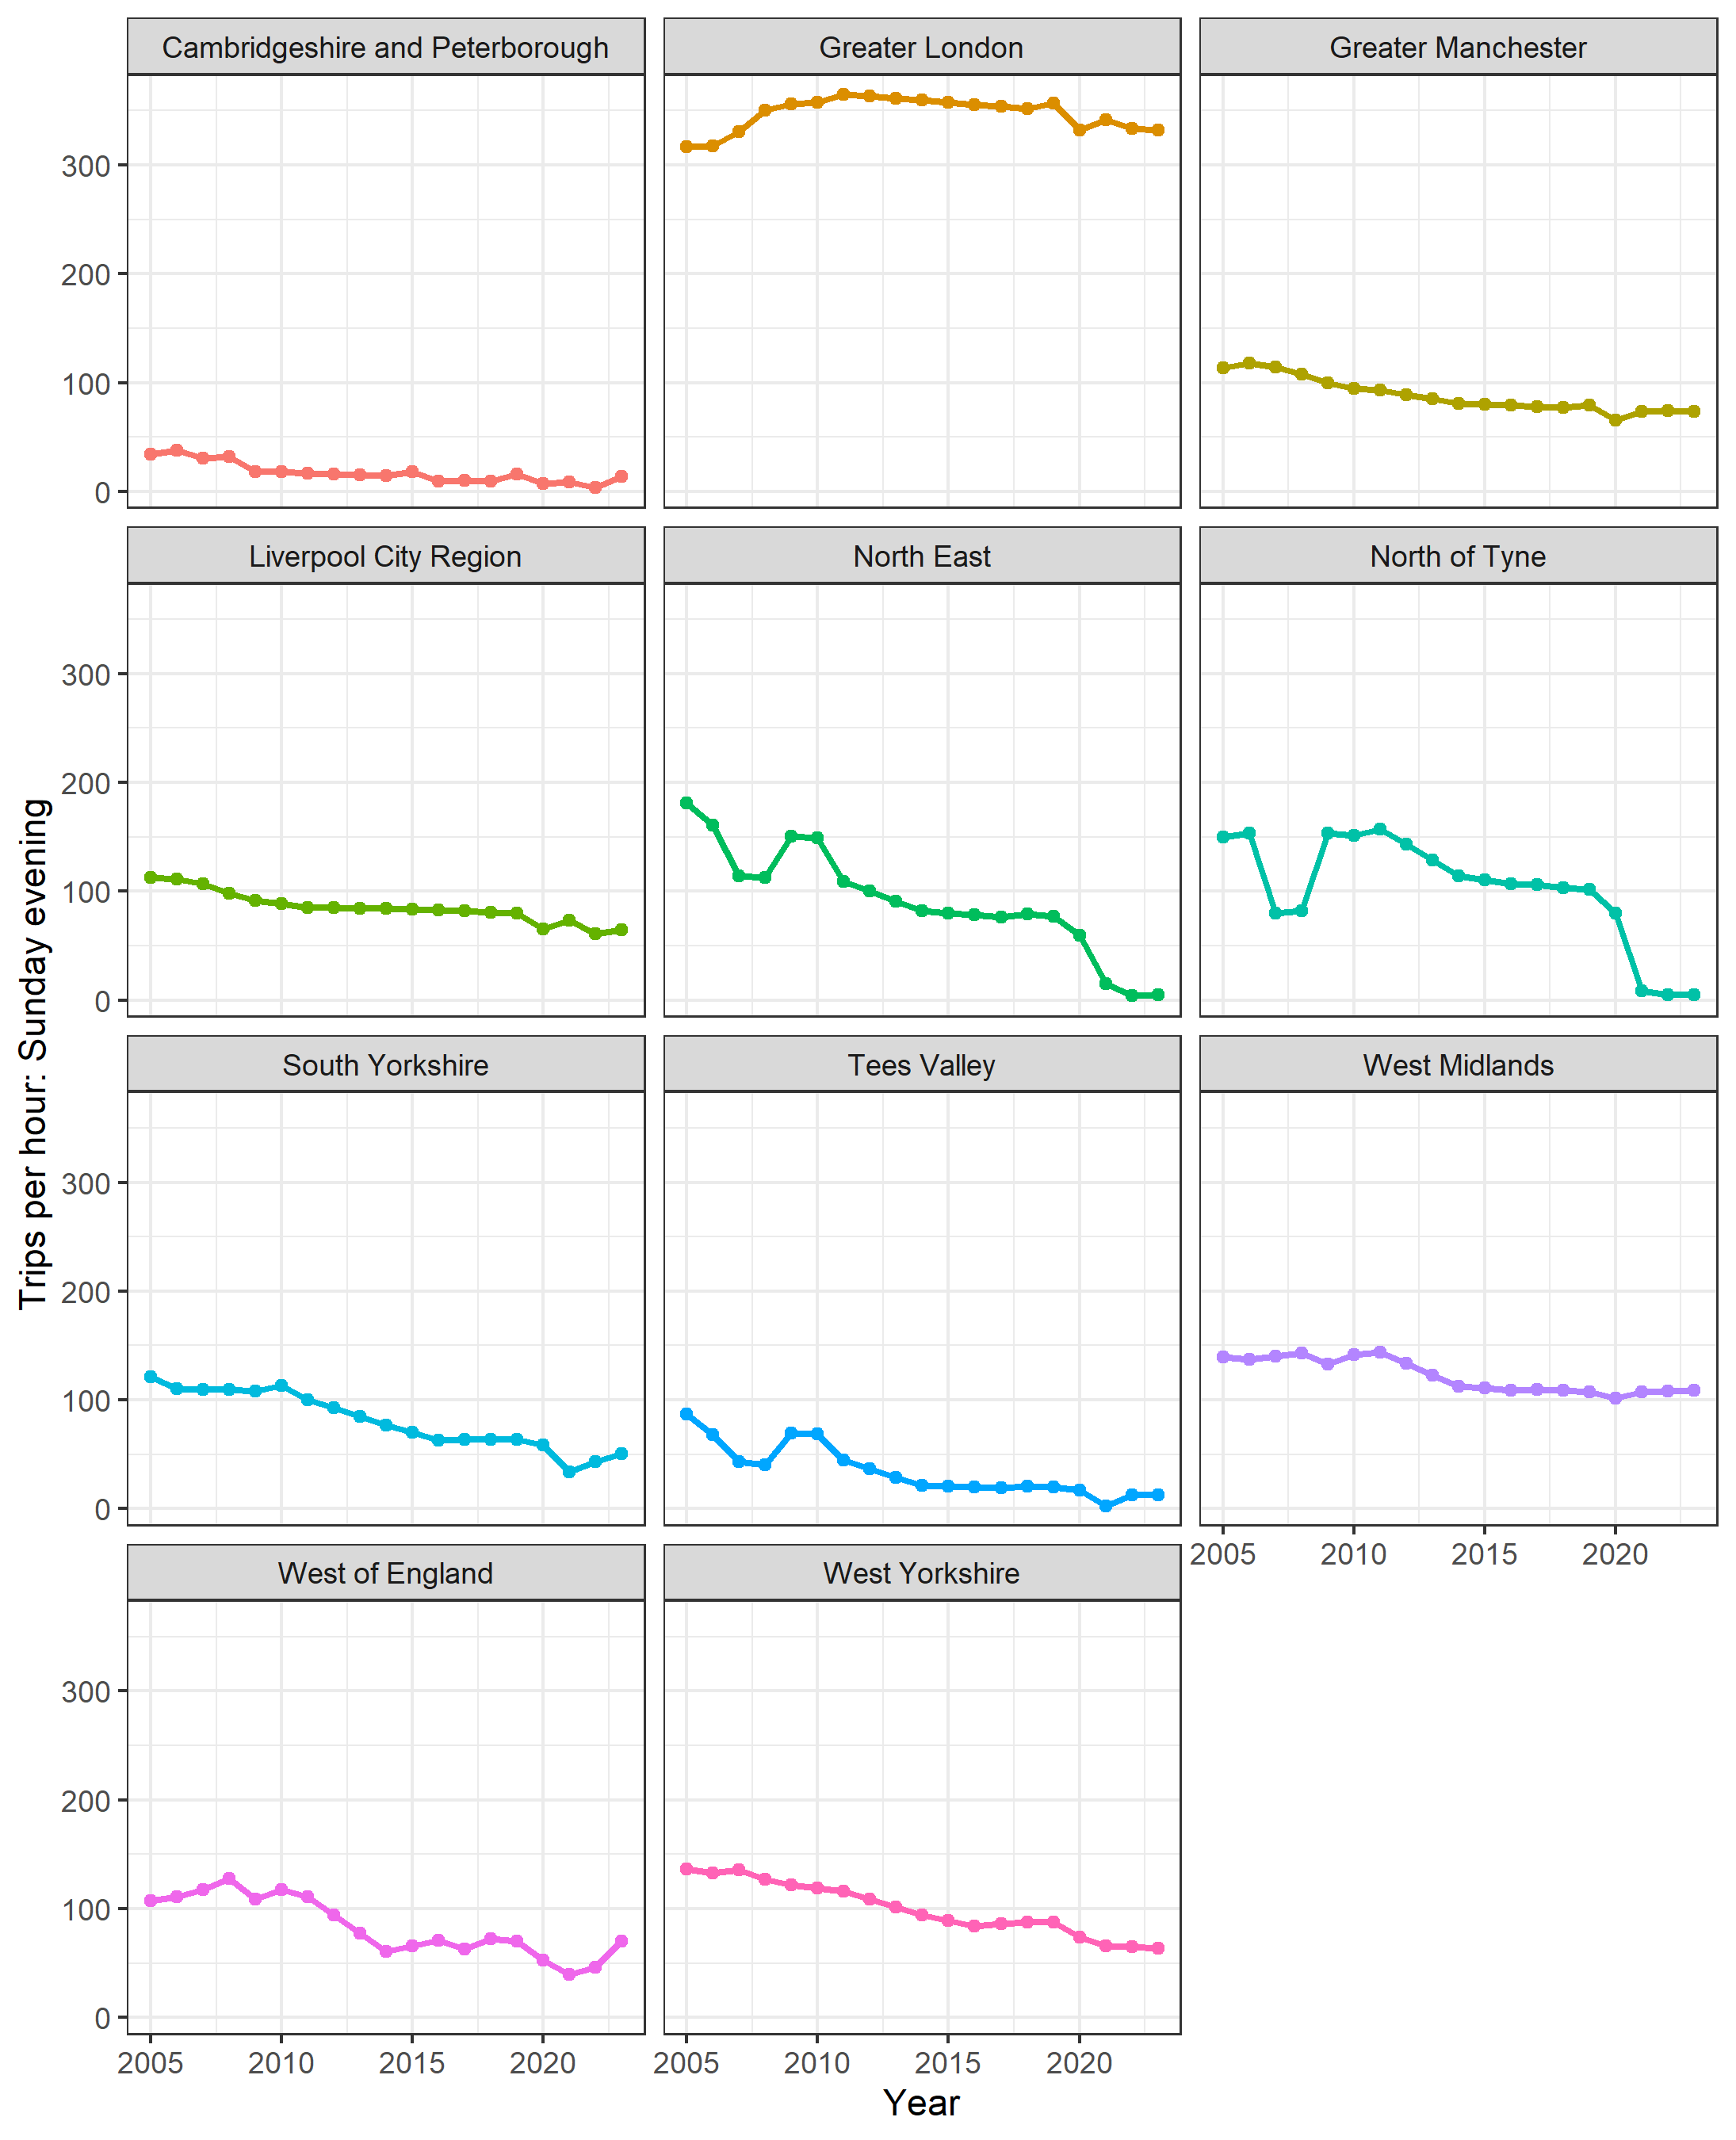 Cambridgeshire and Peterborough
Greater London
Greater Manchester
300
200
100
0
Liverpool City Region
North East
North of Tyne
300
200
100
0
South Yorkshire
Tees Valley
West Midlands
300
200
100
0
2005 2010 2015 2020
West of England
West Yorkshire
300
200
100
0
2005 2010 2015 2020
2005 2010 2015 2020
Year
Trips per hour: Sunday evening